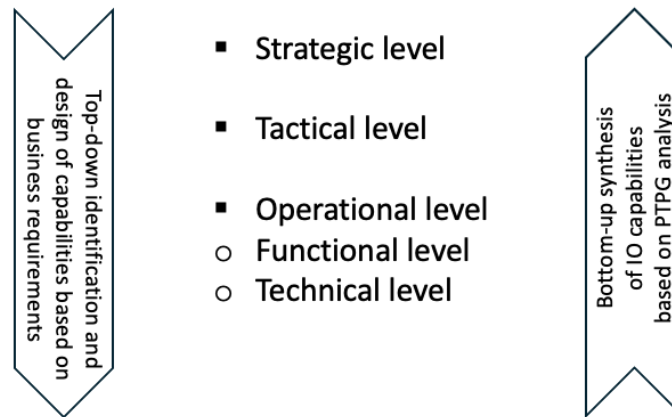 Top-down identification and
design of capabilities based on
business requirements
▪ Strategic level
▪ Tactical level
▪ Operational level
○ Functional level
○ Technical level
Bottom-up synthesis
of IO capabilities
based on PTPG analysis